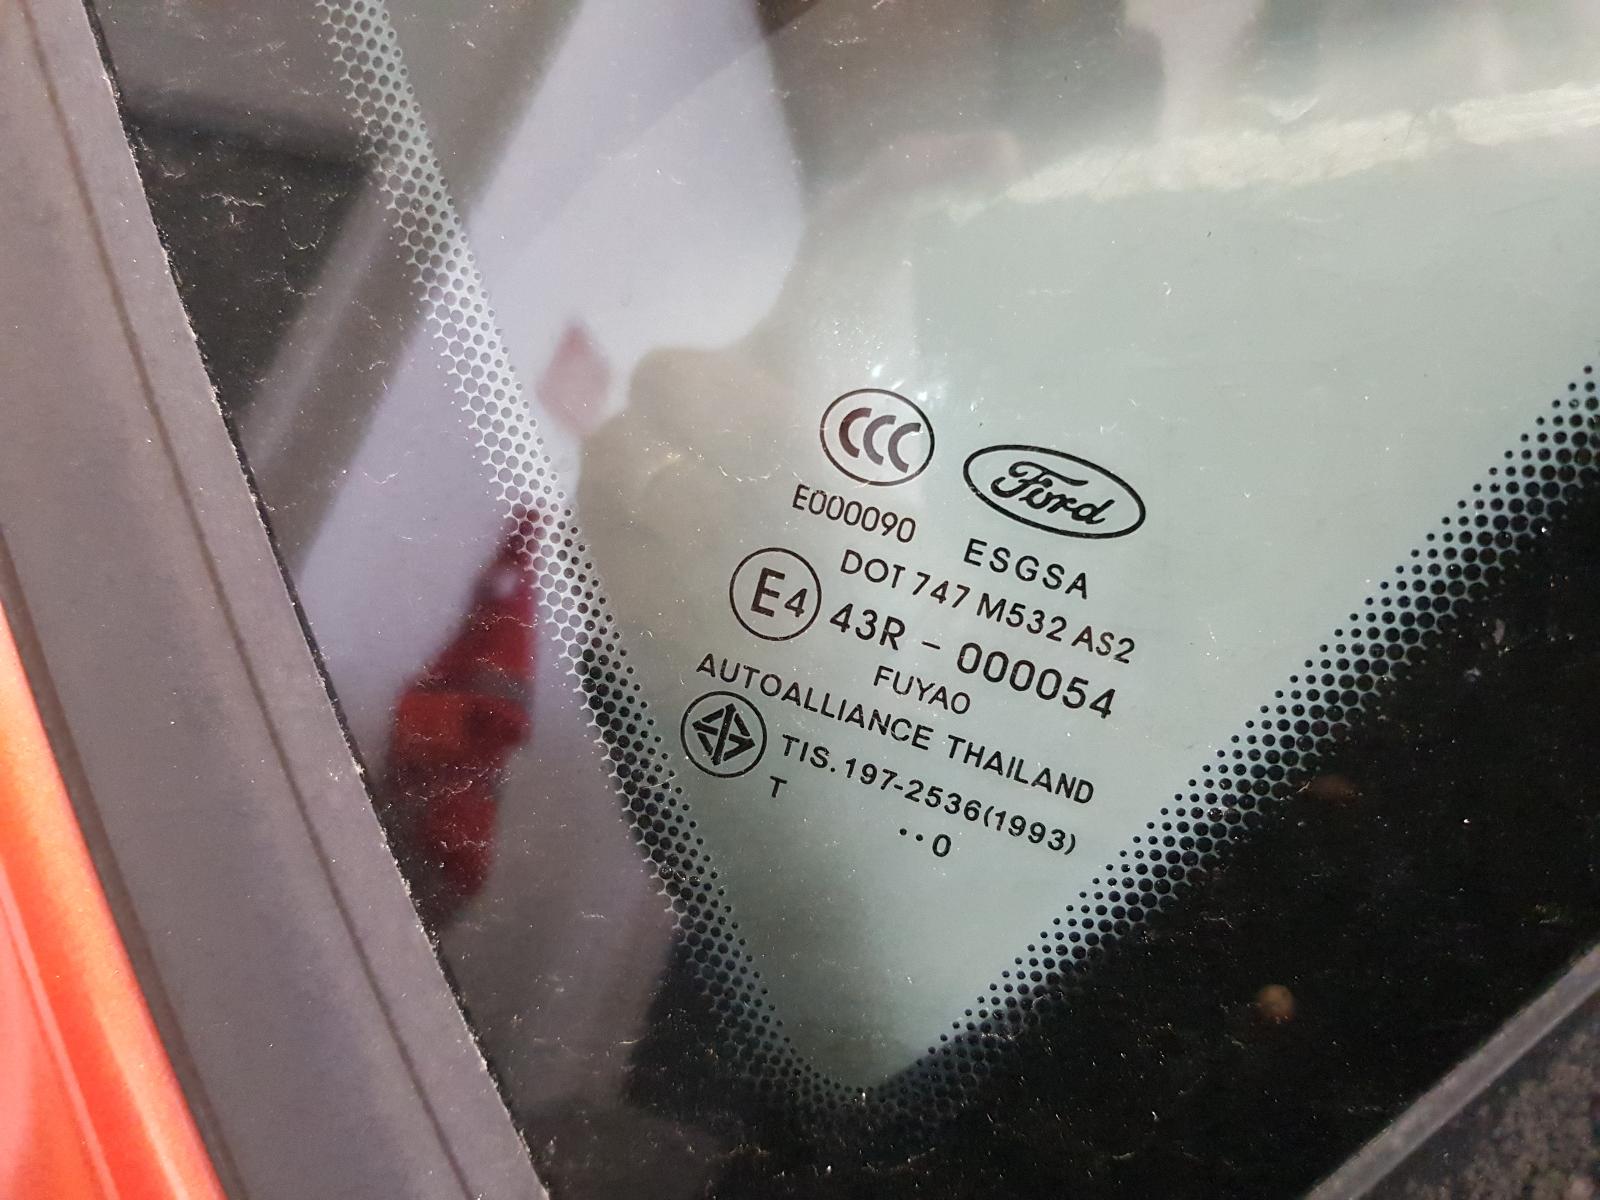 CCC
E000090
Ford
ESGSA
DOT 747 M532 AS2
E4 43R - 000054
FUYAO
AUTOALLIANCE THAILAND
TIS.197-2536(1993)
T
..0